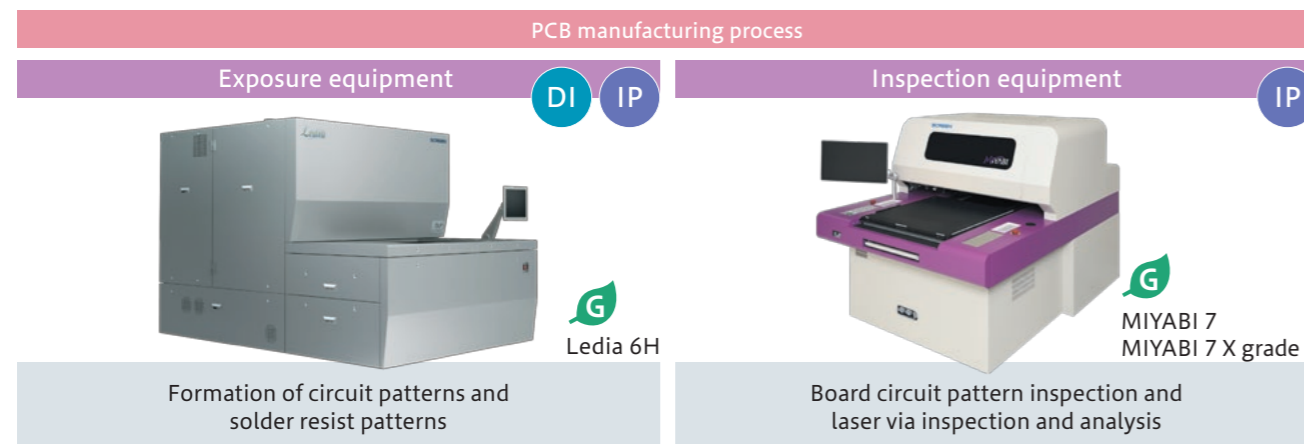 PCB manufacturing process
Exposure equipment
DI
IP
Ledia
G
Ledia 6H
Formation of circuit patterns and
solder resist patterns
Inspection equipment
IP
G
MIYABI 7
MIYABI 7 X grade
Board circuit pattern inspection and
laser via inspection and analysis